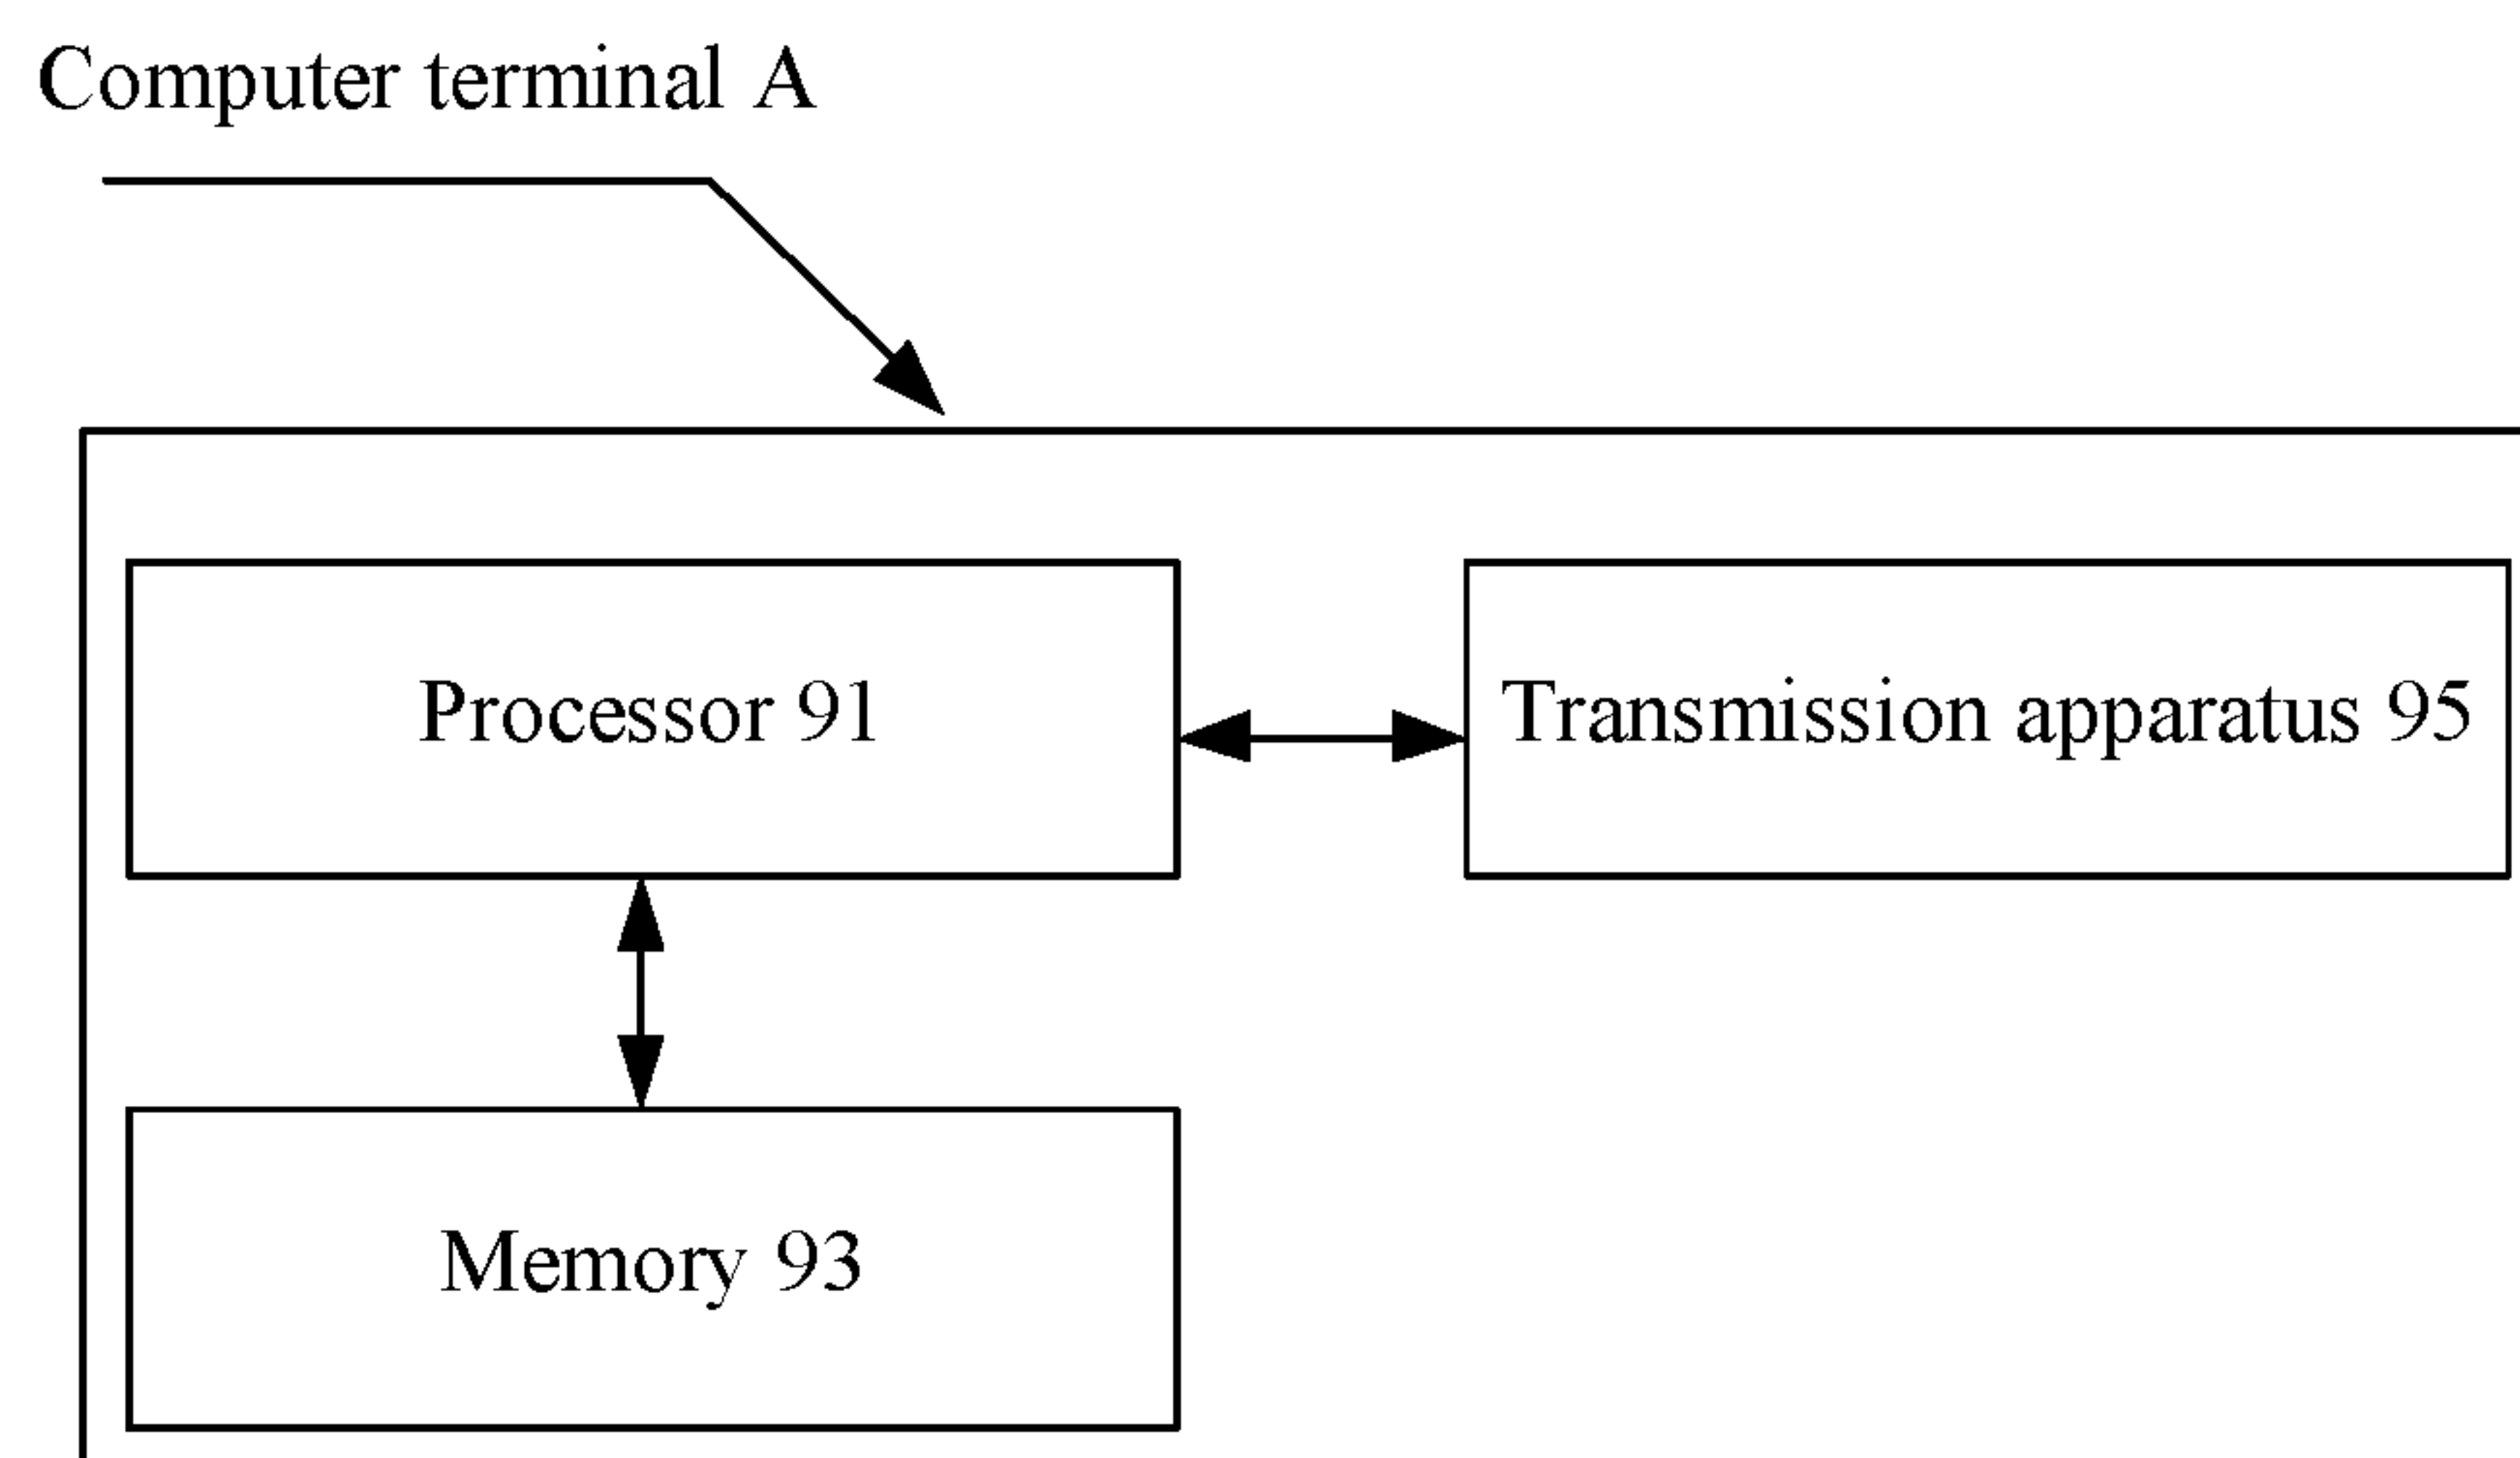 Computer terminal A
Processor 91
Transmission apparatus 95
Memory 93